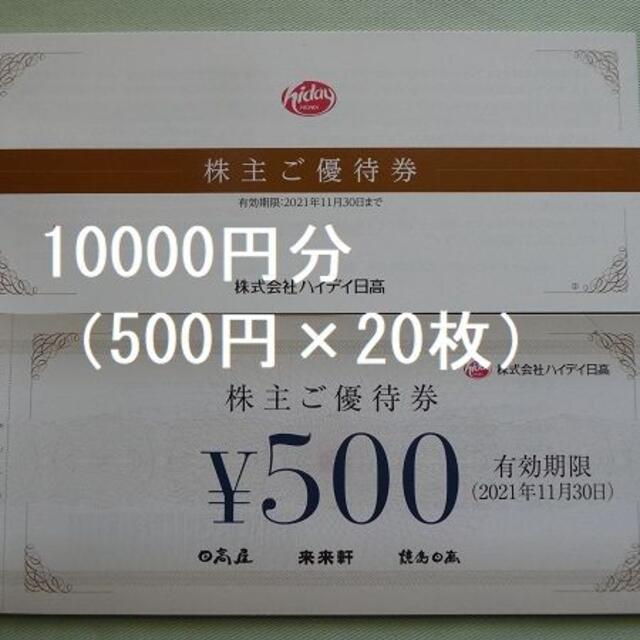 hiday
HIDAKA
株主ご優待券
有効期限:2021年11月30日まで
10000円分
株式会社ハイデイ日高
(500円×20枚)
hiday
株式会社ハイデイ日高
株主ご優待券
¥500
有効期限
(2021年11月30日)
日高屋 来来軒 焼鳥日高